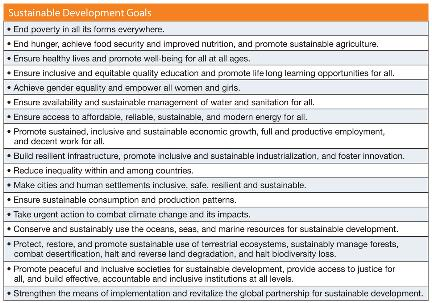 Sustainable Development Goals
• End poverty in all its forms everywhere.
• End hunger, achieve food security and improved nutrition, and promote sustainable agriculture.
• Ensure healthy lives and promote well-being for all at all ages.
• Ensure inclusive and equitable quality education and promote life long learning opportunities for all.
• Achieve gender equality and empower all women and girls.
• Ensure availability and sustainable management of water and sanitation for all.
• Ensure access to affordable, reliable, sustainable, and modern energy for all.
• Promote sustained, inclusive and sustainable economic growth, full and productive employment,
and decent work for all.
• Build resilient infrastructure, promote inclusive and sustainable industrialization, and foster innovation.
• Reduce inequality within and among countries.
• Make cities and human settlements inclusive, safe, resilient and sustainable.
• Ensure sustainable consumption and production patterns.
• Take urgent action to combat climate change and its impacts.
• Conserve and sustainably use the oceans, seas, and marine resources for sustainable development.
• Protect, restore, and promote sustainable use of terrestrial ecosystems, sustainably manage forests,
combat desertification, halt and reverse land degradation, and halt biodiversity loss.
• Promote peaceful and inclusive societies for sustainable development, provide access to justice for
all, and build effective, accountable and inclusive institutions at all levels.
• Strengthen the means of implementation and revitalize the global partnership for sustainable development.